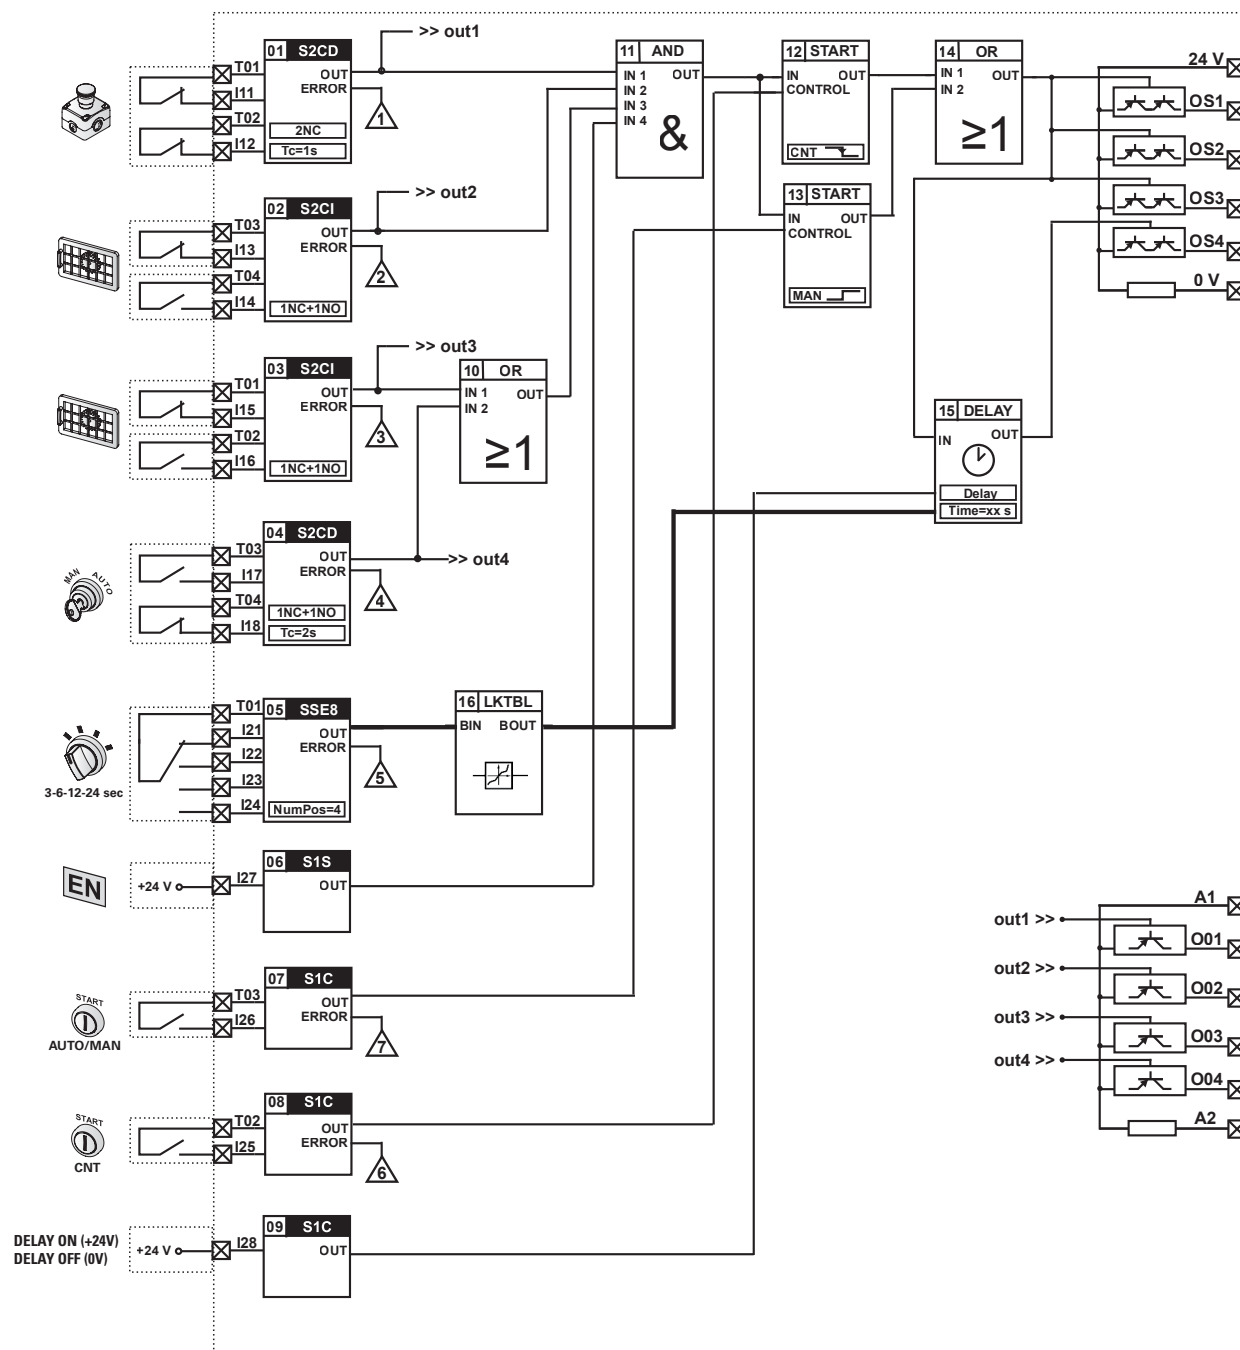 >> out1
01 S2CD
T01
OUT
ERROR
I11
1
T02
2NC
I12
Tc=1s
11 AND
IN 1 OUT
IN 2
IN 3
IN 4
&
12 START
IN OUT
CONTROL
CNT
14 OR
IN 1 OUT
IN 2
≥1
24 V
OS1
OS2
OS3
OS4
0 V
13 START
IN OUT
CONTROL
MAN
>> out2
02 S2CI
T03
OUT
ERROR
I13
2
T04
I14
1NC+1NO
>> out3
03 S2CI
T01
OUT
ERROR
I15
3
T02
I16
1NC+1NO
10 OR
IN 1 OUT
IN 2
≥1
15 DELAY
IN OUT
Delay
Time=xx s
04 S2CD
T03
OUT
ERROR
>> out4
MAN AUTO
I17
4
T04
1NC+1NO
I18
Tc=2s
05 SSE8
T01
OUT
ERROR
I21
I22
5
I23
I24
NumPos=4
3-6-12-24 sec
16 LKTBL
BIN BOUT
06 S1S
EN
+24 V
I27
OUT
07 S1C
T03
OUT
ERROR
I26
7
START
AUTO/MAN
08 S1C
T02
OUT
ERROR
I25
6
START
CNT
09 S1C
DELAY ON (+24V)
DELAY OFF (0V)
+24 V
I28
OUT
A1
out1 >>
O01
out2 >>
O02
out3 >>
O03
out4 >>
O04
A2